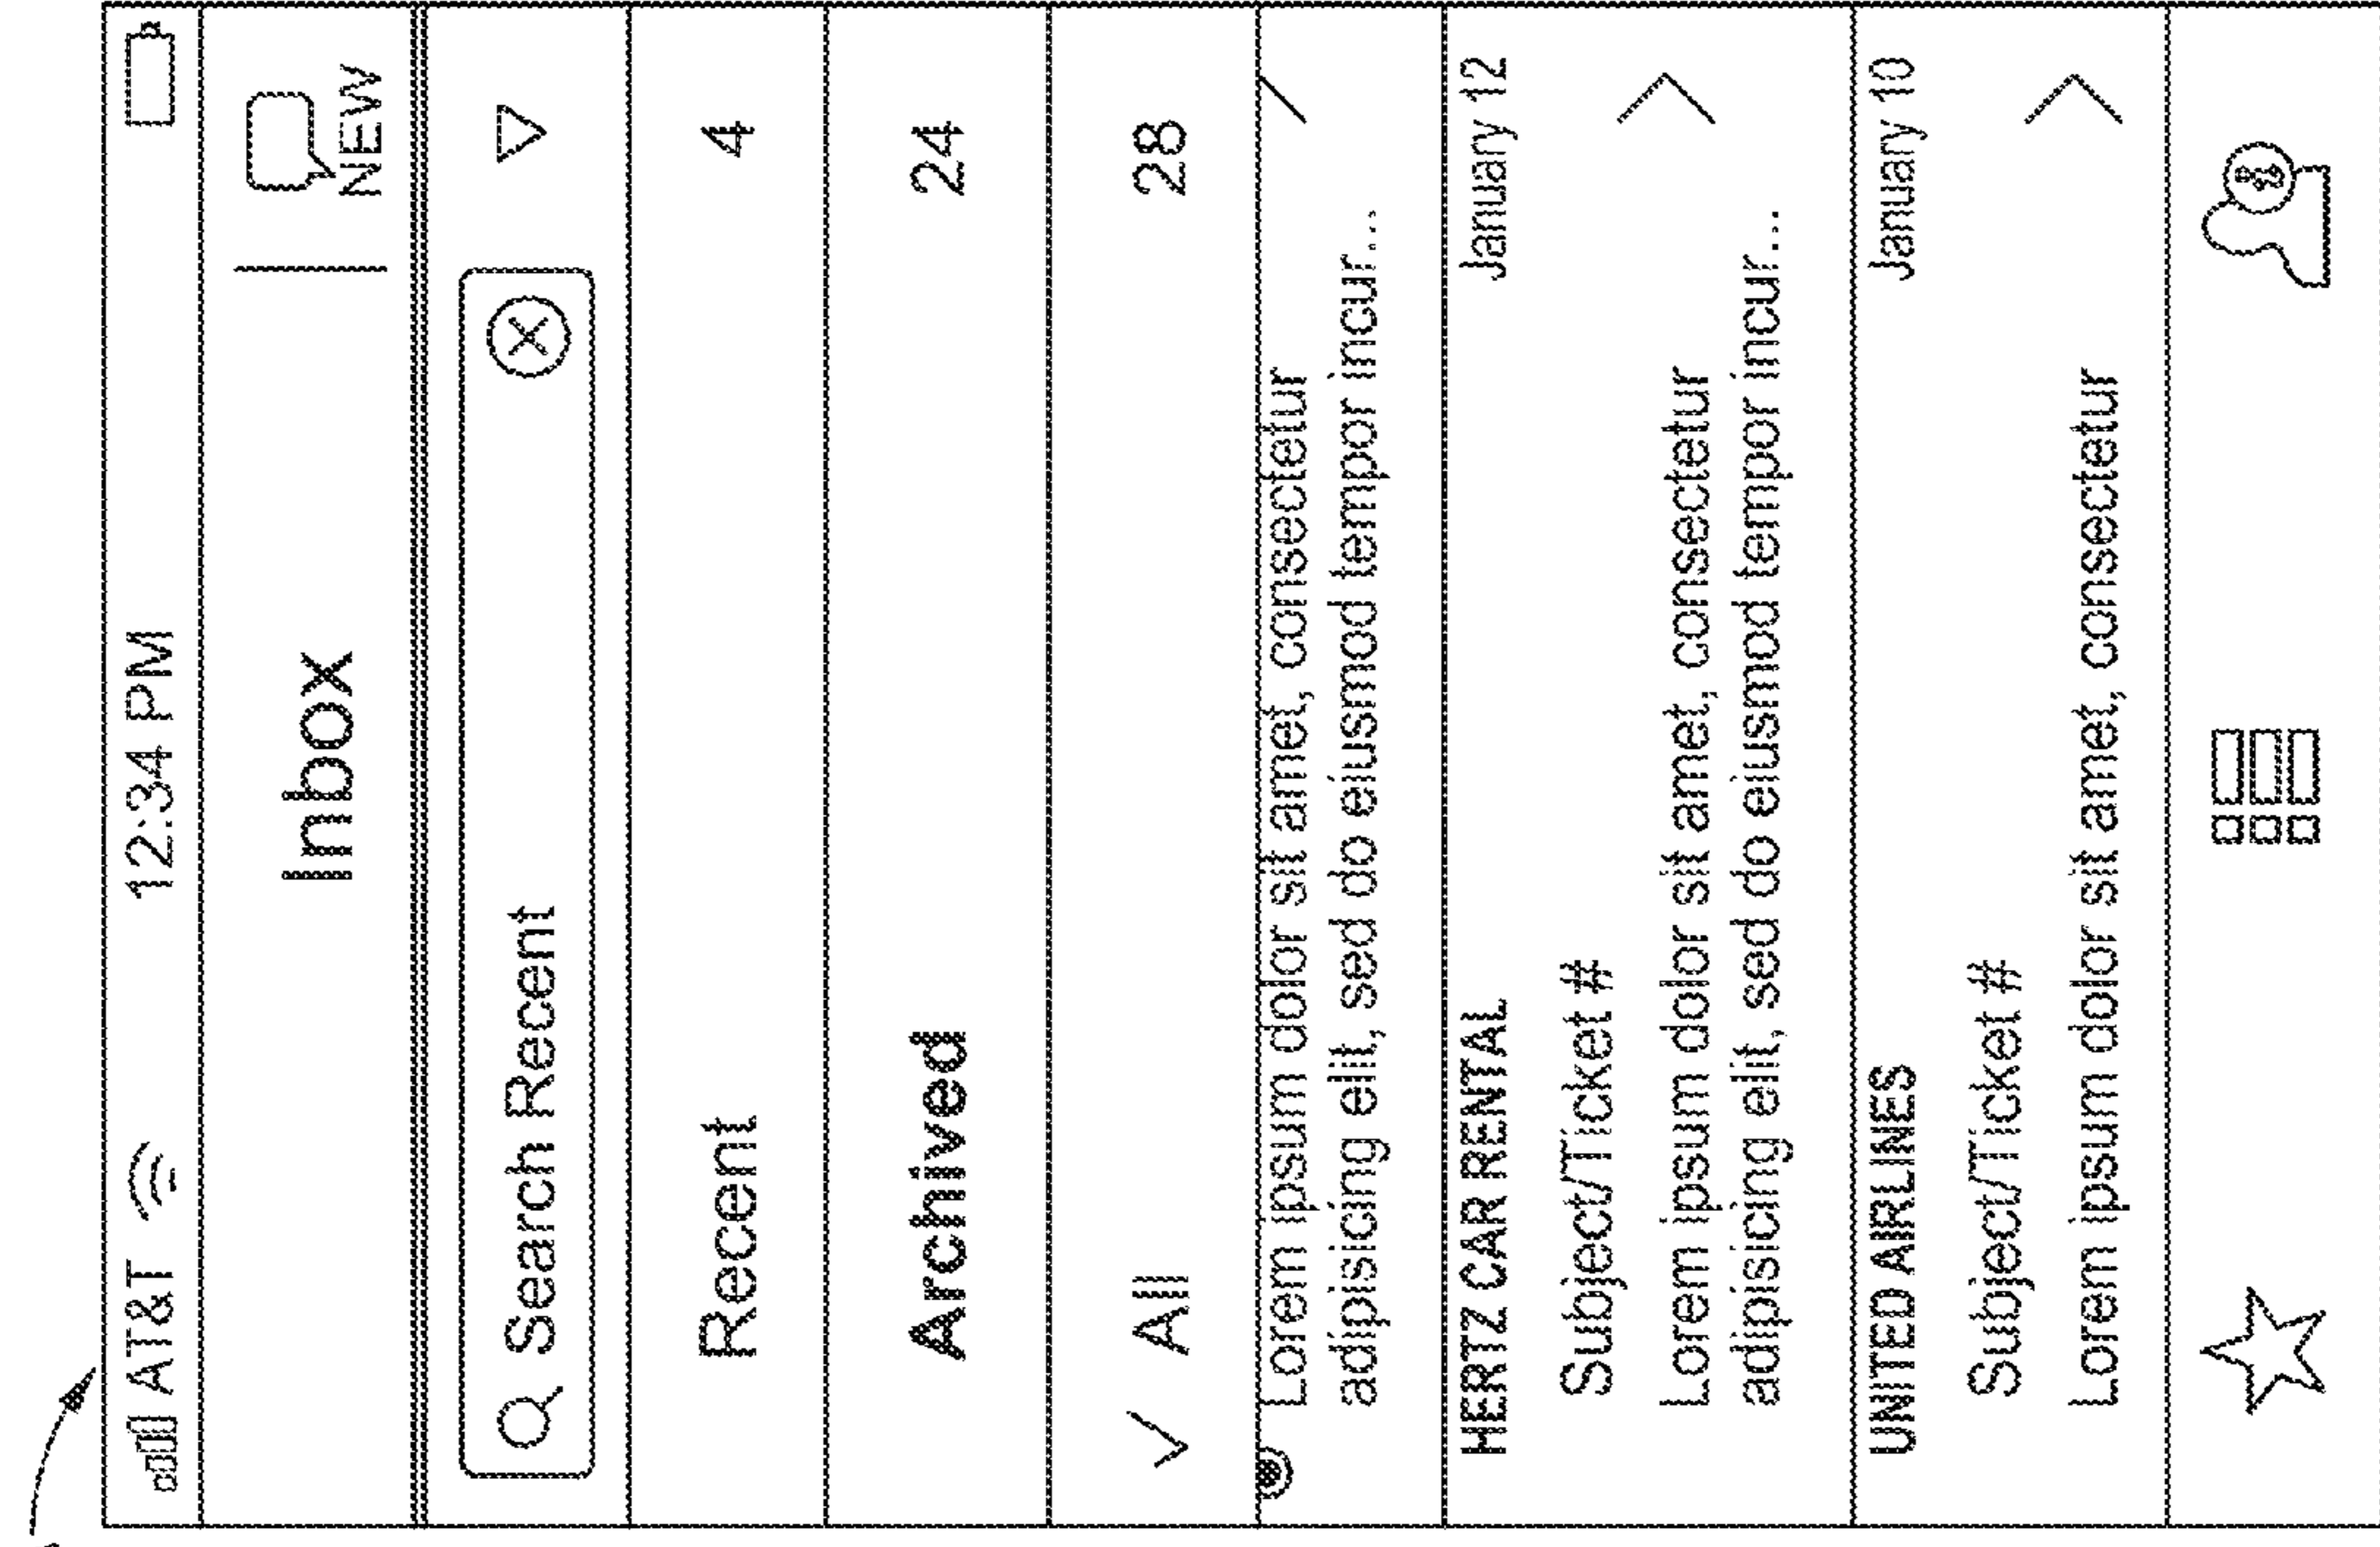 AT&T 12:34 PM
Inbox
NEW
Search Recent
Recent 4
Archived 24
All 28
Lorem ipsum dolor sit amet, consectetur
adipisicing elit, sed do eiusmod tempor incur...
HERTZ CAR RENTAL January 12
Subject/Ticket #
Lorem ipsum dolor sit amet, consectetur
adipisicing elit, sed do eiusmod tempor incur...
UNITED AIRLINES January 10
Subject/Ticket #
Lorem ipsum dolor sit amet, consectetur